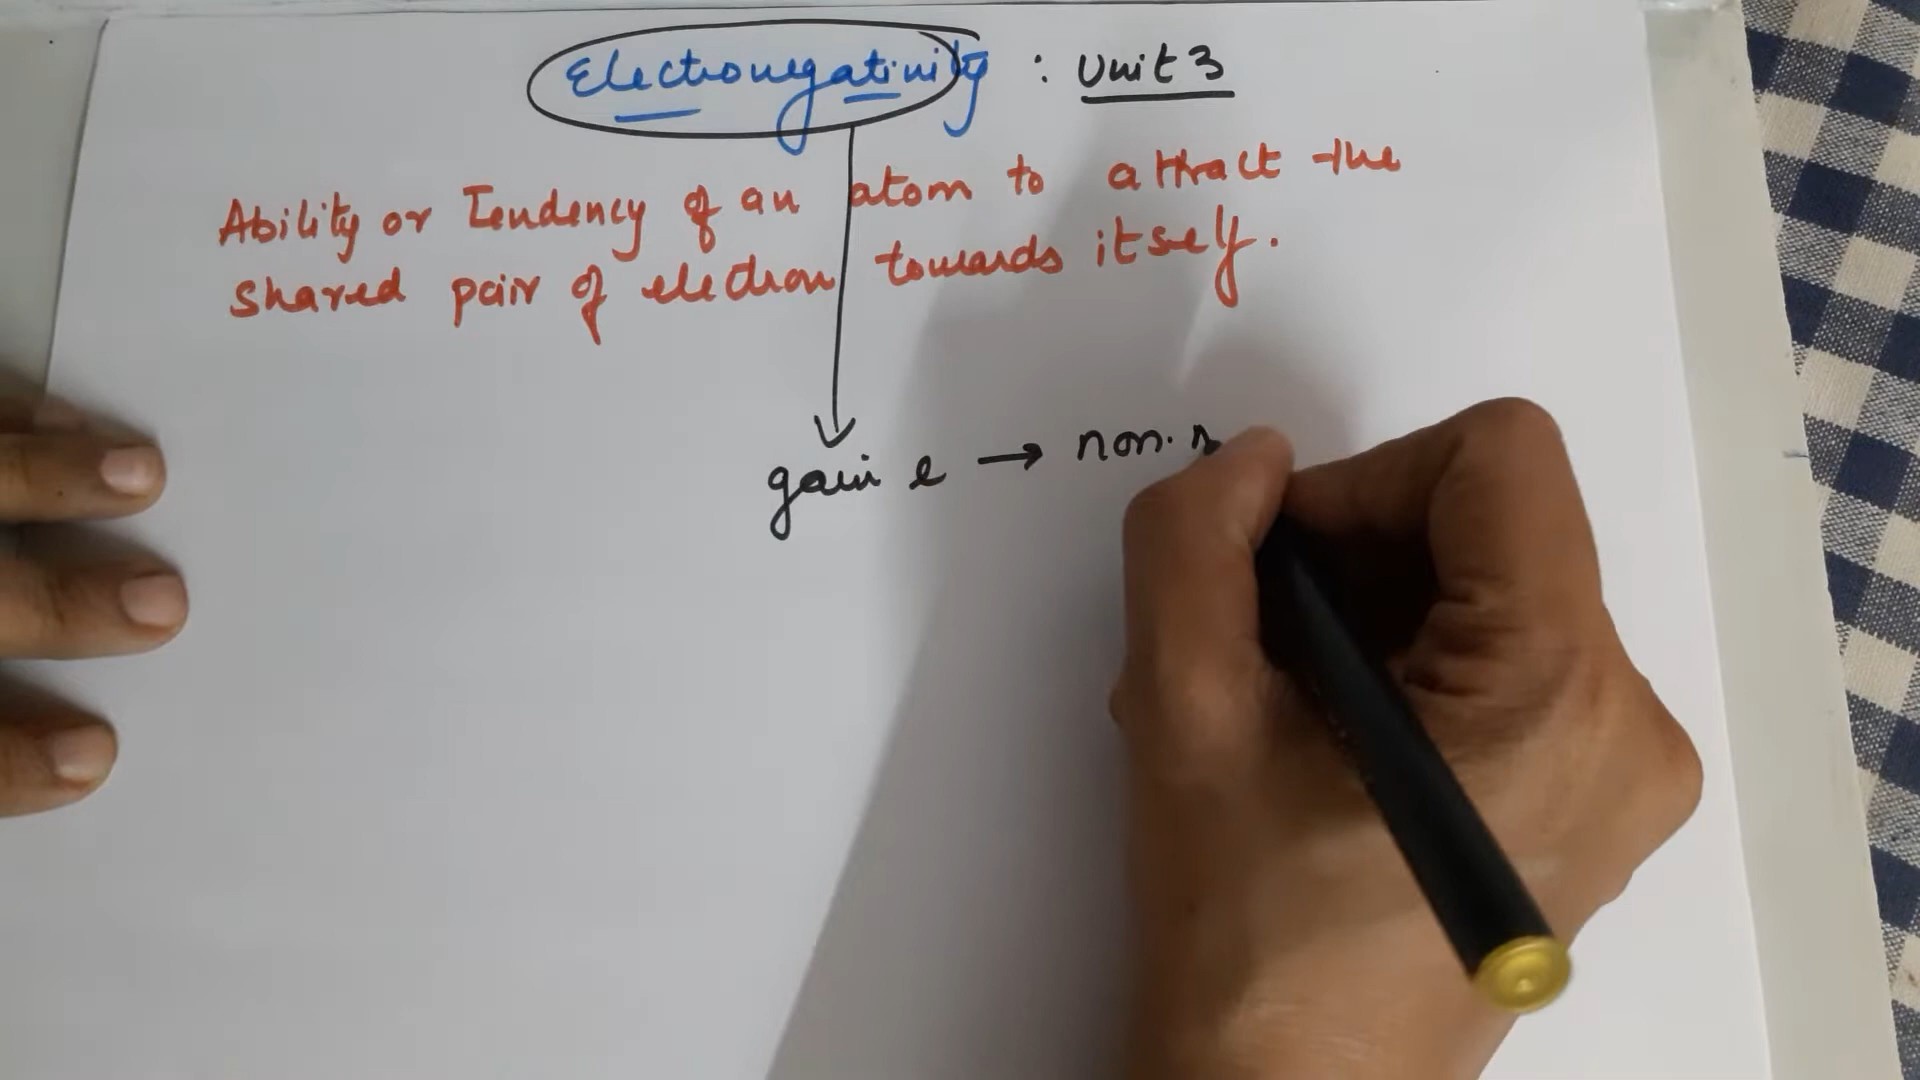 Electronegativity : Unit 3
Ability or Tendency of an atom to attract the
shared pair of electron towards itself.
gain e → non.